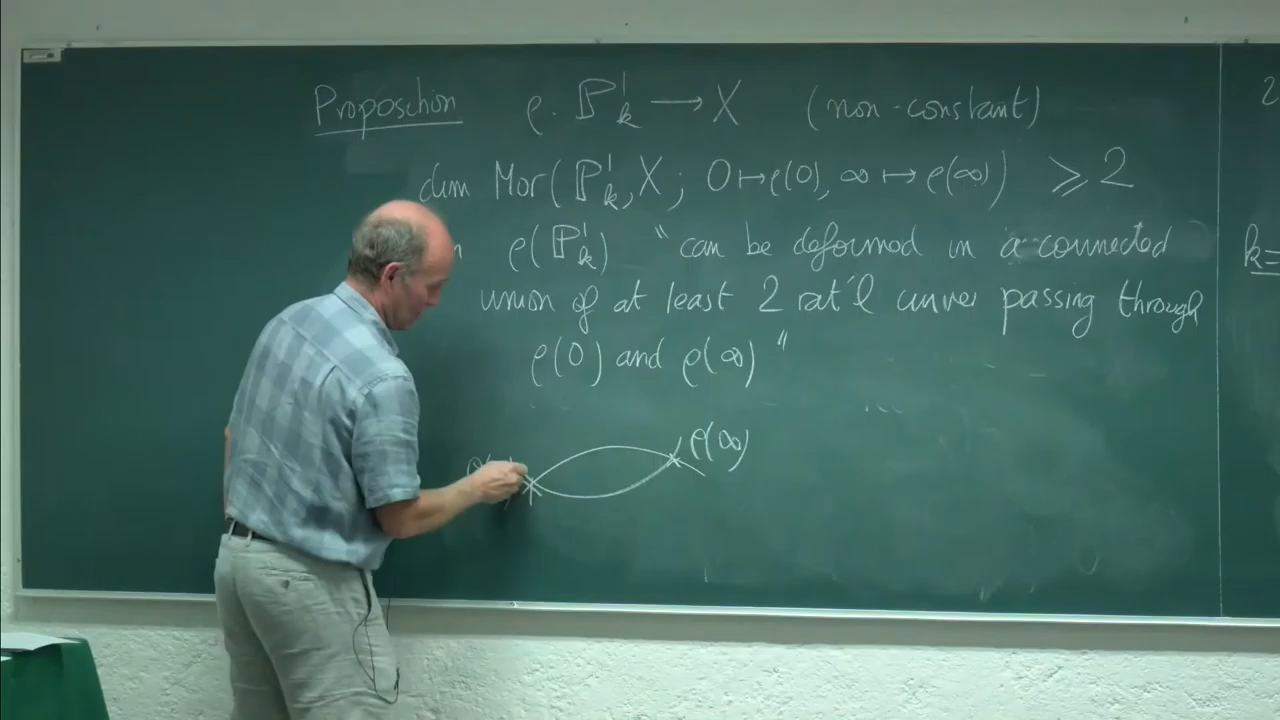 Proposition ρ: ℙ¹ₖ → X (non-constant)
dim Mor(ℙ¹ₖ, X; 0 ↦ ρ(0), ∞ ↦ ρ(∞)) ⩾ 2
ρ(ℙ¹ₖ) "can be deformed in a connected
union of at least 2 rat'l curves passing through
ρ(0) and ρ(∞)"
ρ(∞)
k=